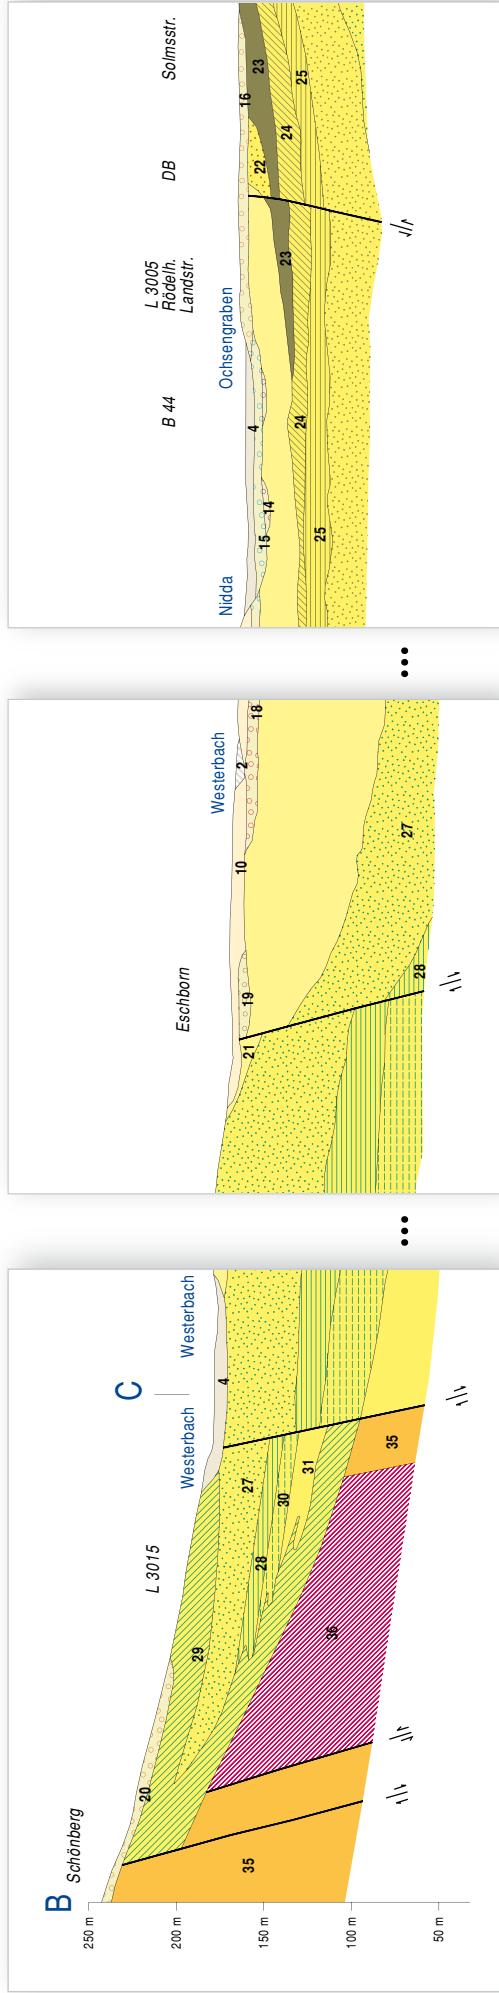 B
Schönberg
L 3015
Westerbach
C
Westerbach
250 m
200 m
150 m
100 m
50 m
20
29
4
27
28
30
31
35
36
35
...
Eschborn
Westerbach
21
19
10
2
18
27
28
...
Nidda
B 44
Ochsengraben
L 3005
Rödelh.
Landstr.
DB
Solmsstr.
15
14
4
16
22
23
23
24
24
25
25